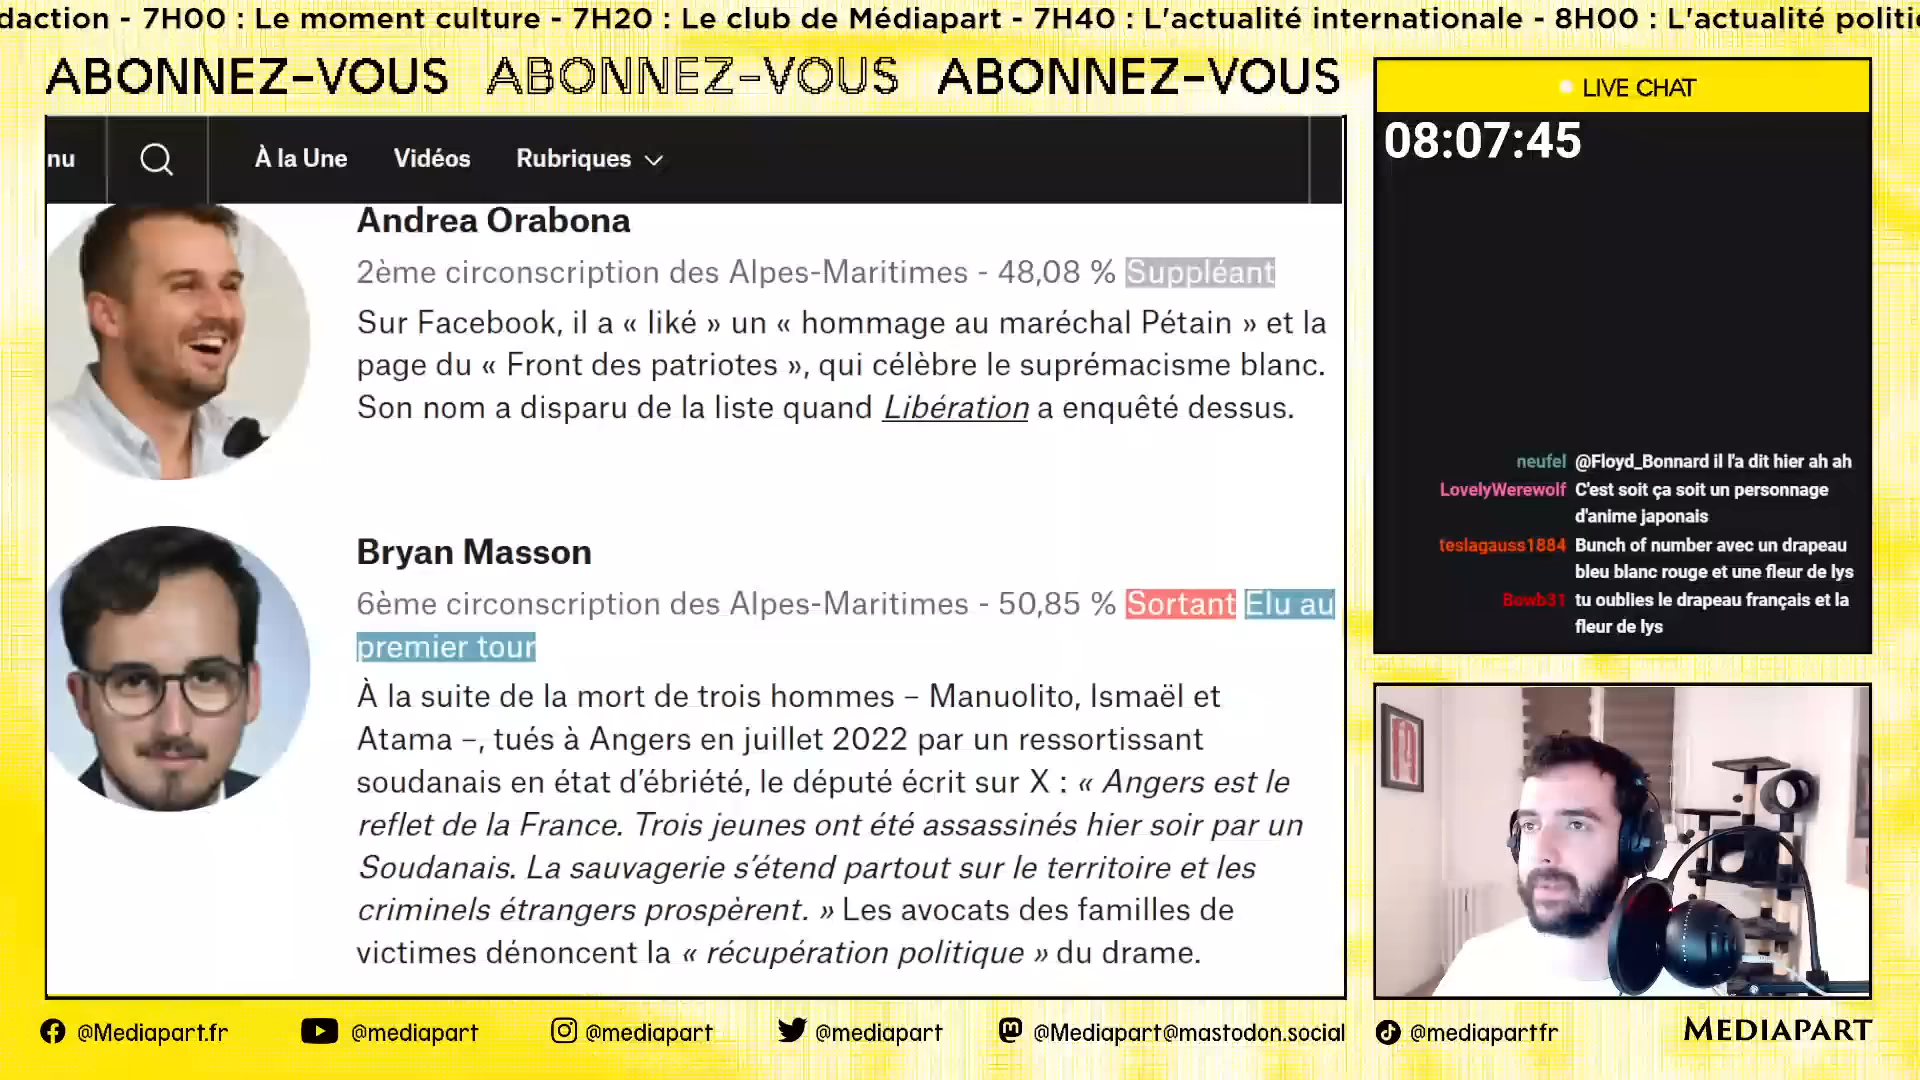 daction - 7H00 : Le moment culture - 7H20 : Le club de Médiapart - 7H40 : L'actualité internationale - 8H00 : L'actualité politi
ABONNEZ-VOUS ABONNEZ-VOUS ABONNEZ-VOUS
nu
À la Une Vidéos Rubriques
Andrea Orabona
2ème circonscription des Alpes-Maritimes - 48,08 % Suppléant
Sur Facebook, il a « liké » un « hommage au maréchal Pétain » et la
page du « Front des patriotes », qui célèbre le suprémacisme blanc.
Son nom a disparu de la liste quand Libération a enquêté dessus.
Bryan Masson
6ème circonscription des Alpes-Maritimes - 50,85 % Sortant Elu au
premier tour
À la suite de la mort de trois hommes – Manuolito, Ismaël et
Atama –, tués à Angers en juillet 2022 par un ressortissant
soudanais en état d'ébriété, le député écrit sur X : « Angers est le
reflet de la France. Trois jeunes ont été assassinés hier soir par un
Soudanais. La sauvagerie s'étend partout sur le territoire et les
criminels étrangers prospèrent. » Les avocats des familles de
victimes dénoncent la « récupération politique » du drame.
LIVE CHAT
08:07:45
neufel @Floyd_Bonnard il l'a dit hier ah ah
LovelyWerewolf C'est soit ça soit un personnage
d'anime japonais
teslagauss1884 Bunch of number avec un drapeau
bleu blanc rouge et une fleur de lys
Bowb31 tu oublies le drapeau français et la
fleur de lys
@Mediapart.fr @mediapart @mediapart @mediapart @Mediapart@mastodon.social @mediapartfr MEDIAPART